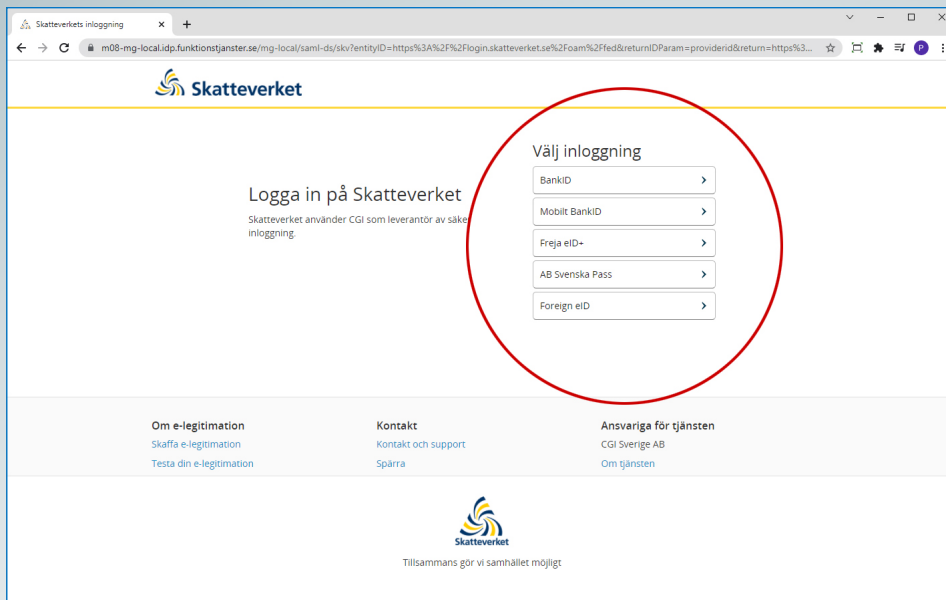 Skatteverkets inloggning
m08-mg-local.idp.funktionstjanster.se/mg-local/saml-ds/skv?entityID=https%3A%2F%2Flogin.skatteverket.se%2Foam%2Ffed&returnIDParam=providerid&return=https%3...
P
Skatteverket
Logga in på Skatteverket
Skatteverket använder CGI som leverantör av säker
inloggning.
Välj inloggning
BankID
Mobilt BankID
Freja eID+
AB Svenska Pass
Foreign eID
Om e-legitimation
Skaffa e-legitimation
Testa din e-legitimation
Kontakt
Kontakt och support
Spärra
Ansvariga för tjänsten
CGI Sverige AB
Om tjänsten
Skatteverket
Tillsammans gör vi samhället möjligt